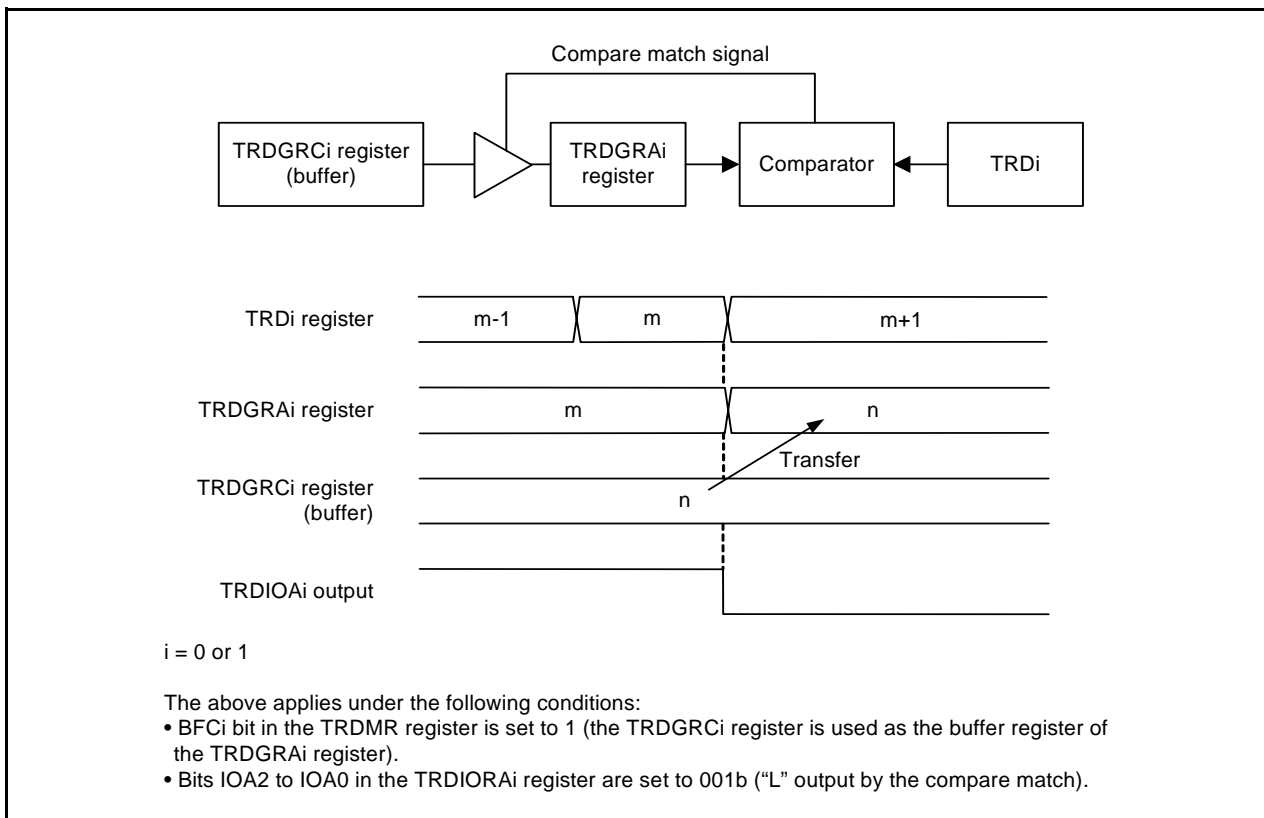 Compare match signal
TRDGRCi register
(buffer)
TRDGRAi
register
Comparator
TRDi
TRDi register
m-1
m
m+1
TRDGRAi register
m
n
Transfer
TRDGRCi register
(buffer)
n
TRDIOAi output
i = 0 or 1
The above applies under the following conditions:
• BFCi bit in the TRDMR register is set to 1 (the TRDGRCi register is used as the buffer register of
the TRDGRAi register).
• Bits IOA2 to IOA0 in the TRDIORAi register are set to 001b (“L” output by the compare match).